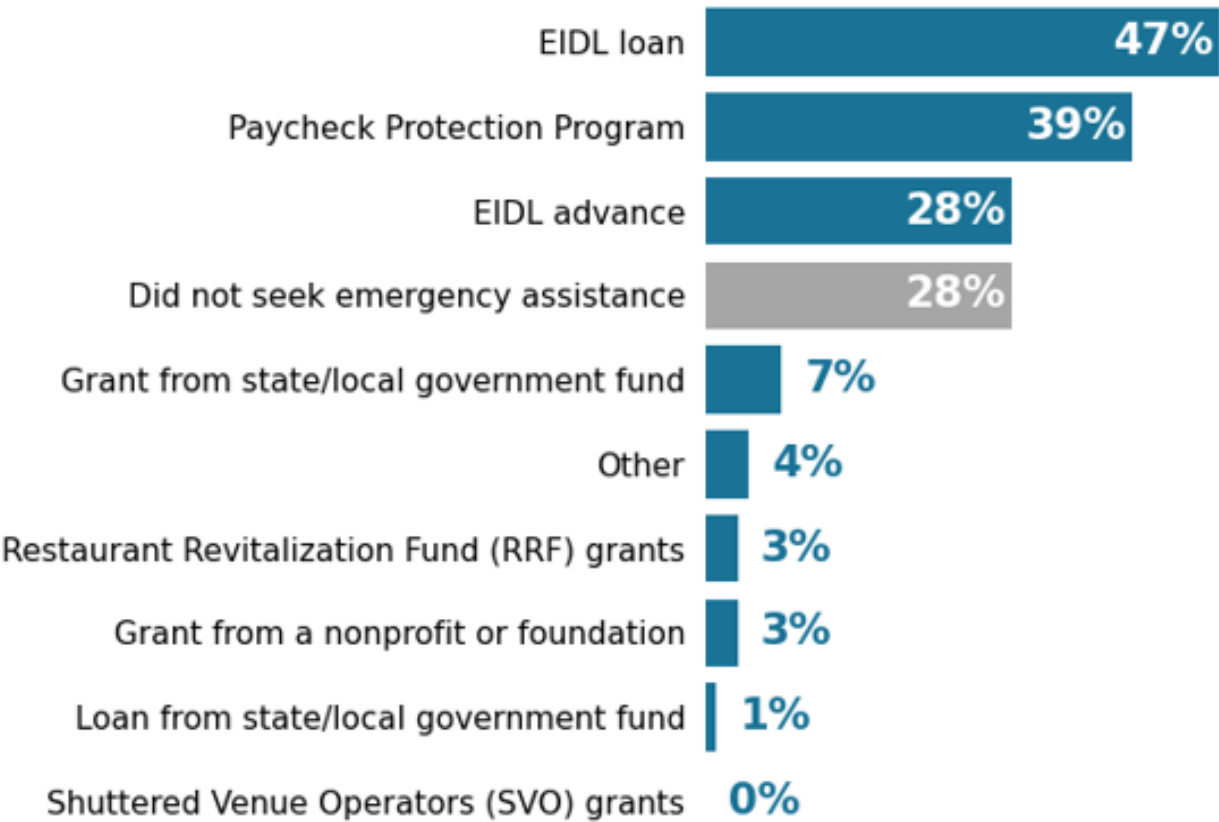 EIDL loan 47%
Paycheck Protection Program 39%
EIDL advance 28%
Did not seek emergency assistance 28%
Grant from state/local government fund 7%
Other 4%
Restaurant Revitalization Fund (RRF) grants 3%
Grant from a nonprofit or foundation 3%
Loan from state/local government fund 1%
Shuttered Venue Operators (SVO) grants 0%